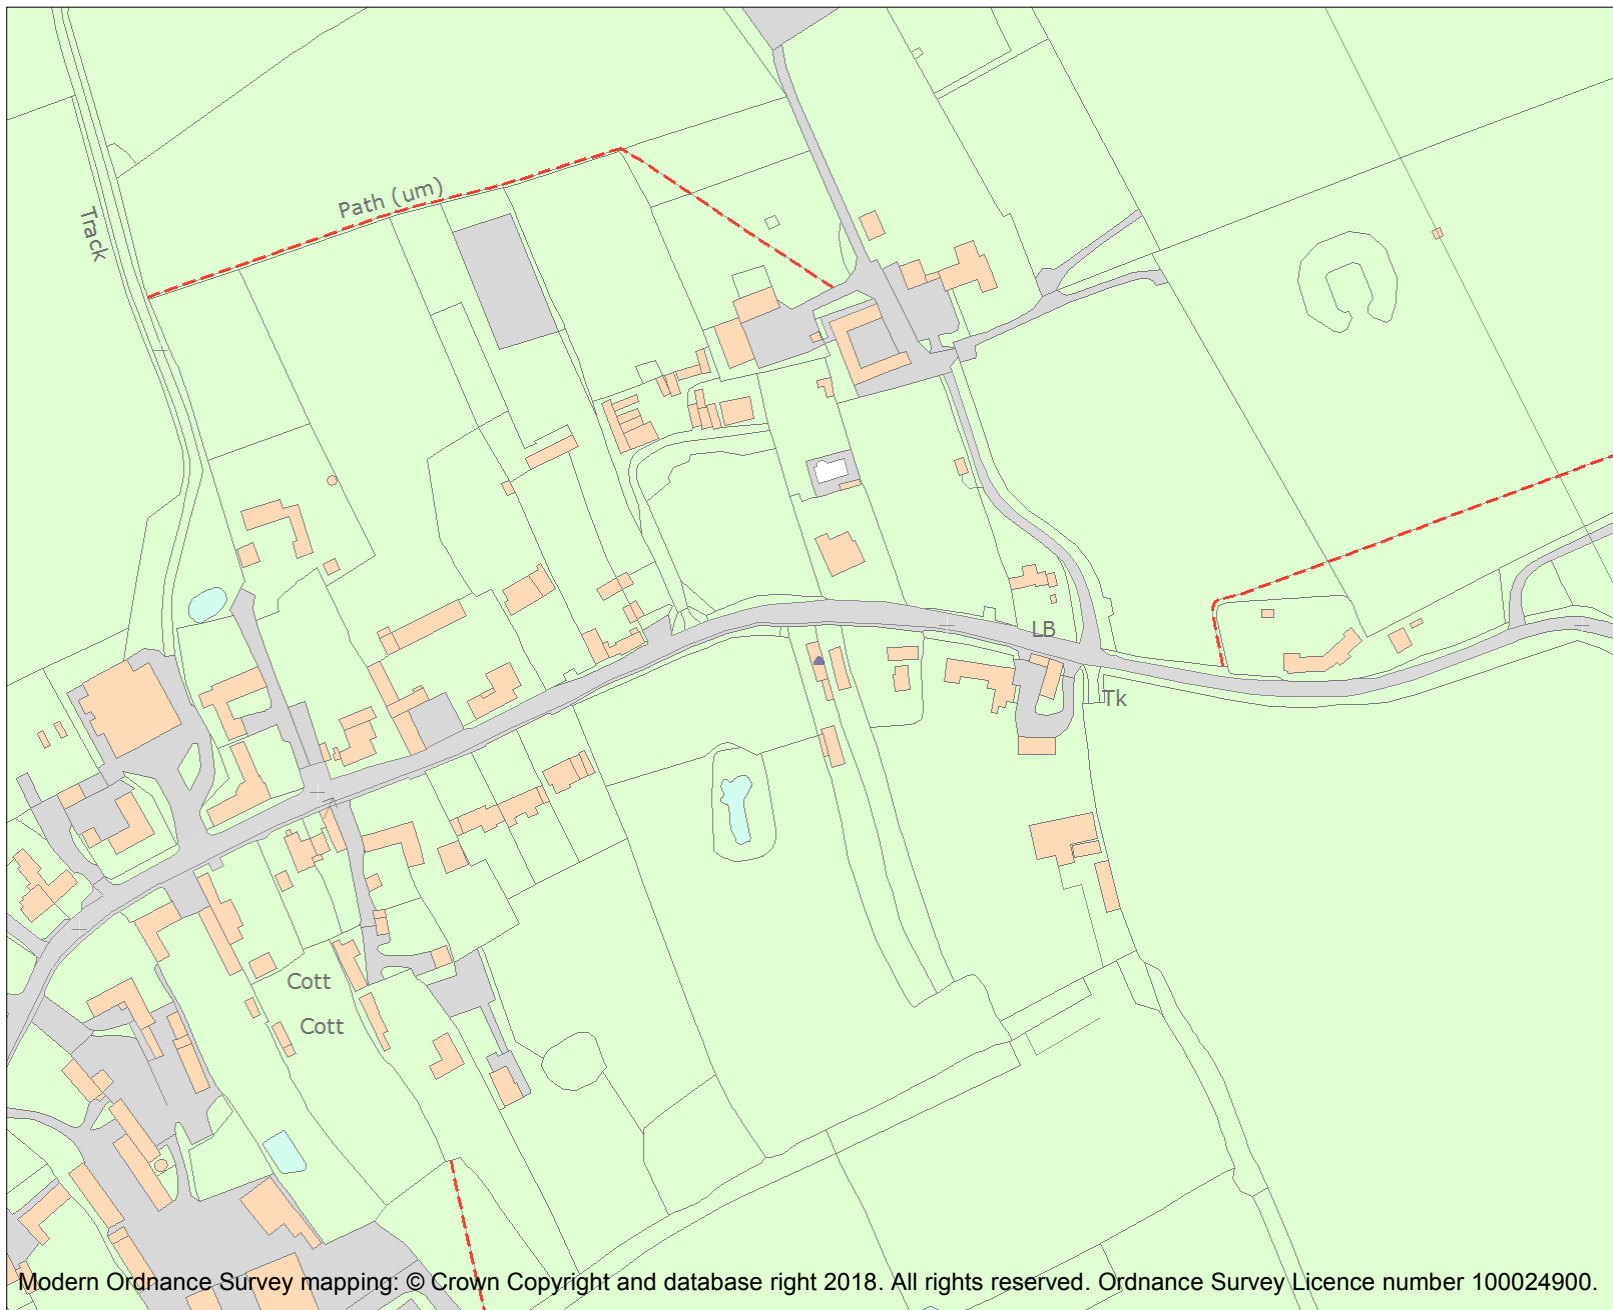 Path (um)
Track
LB
Tk
Cott
Cott
Modern Ordnance Survey mapping: © Crown Copyright and database right 2018. All rights reserved. Ordnance Survey Licence number 100024900.